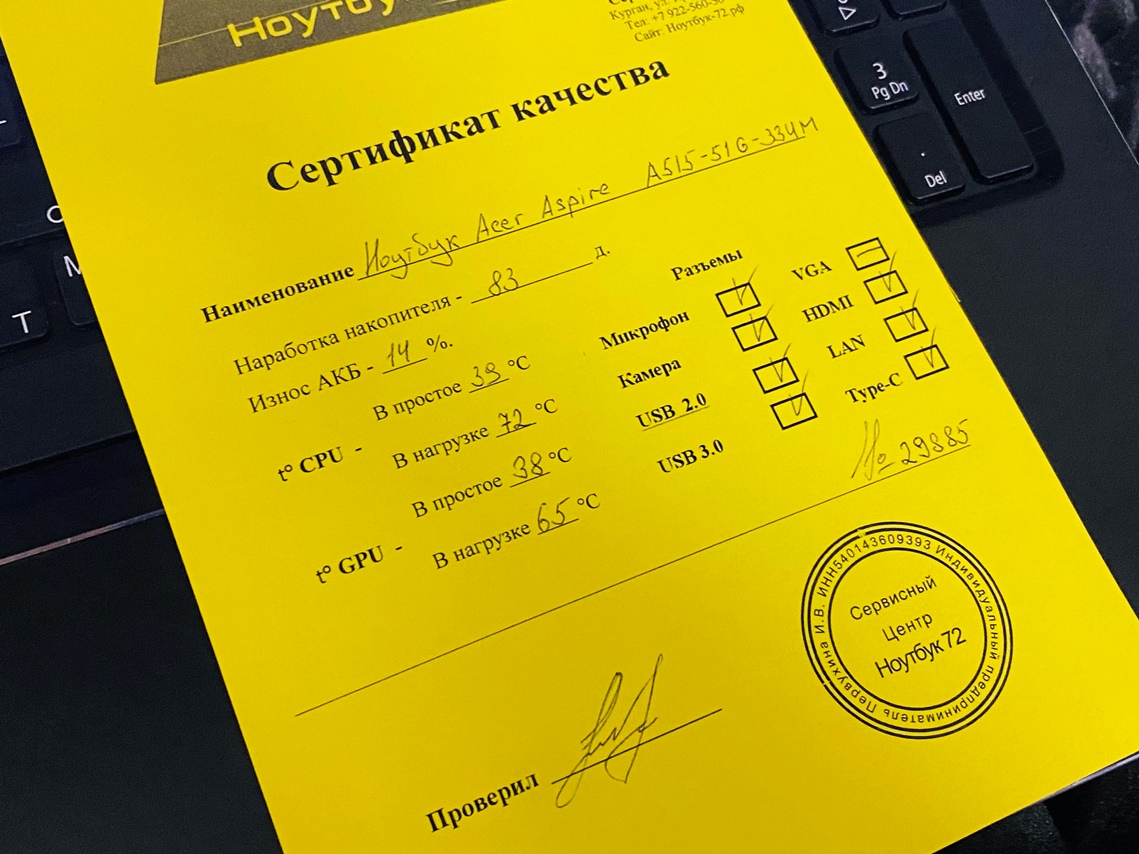 Ноутбу
Курган, ул.
Тел: +7 922-560-50
Сайт: Ноутбук-72.рф
Сертификат качества
Наименование Ноутбук Acer Aspire A515-51G-334M
Наработка накопителя - 83 д.
Износ АКБ - 14 %.
t° CPU - В простое 39 °C
В нагрузке 72 °C
t° GPU - В простое 38 °C
В нагрузке 65 °C
Разъемы
Микрофон
Камера
USB 2.0
USB 3.0
VGA
HDMI
LAN
Type-C
№ 29885
Индивидуальный предприниматель Первухина И.В. ИНН540143609393
Сервисный
Центр
Ноутбук 72
Проверил
3
Pg Dn
Enter
.
Del
T
M